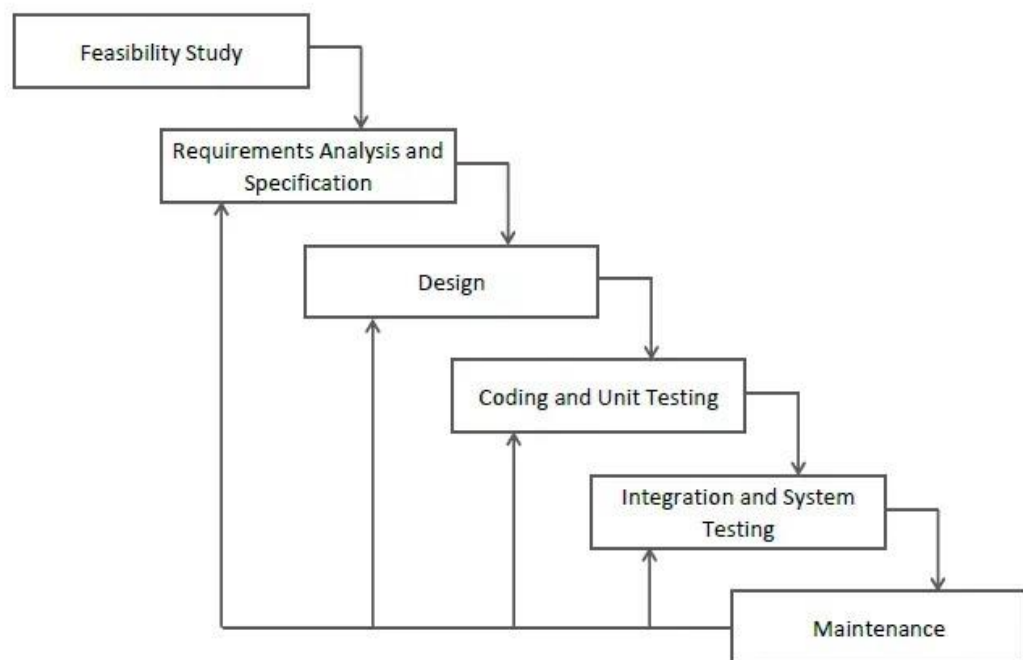 Feasibility Study
Requirements Analysis and
Specification
Design
Coding and Unit Testing
Integration and System
Testing
Maintenance